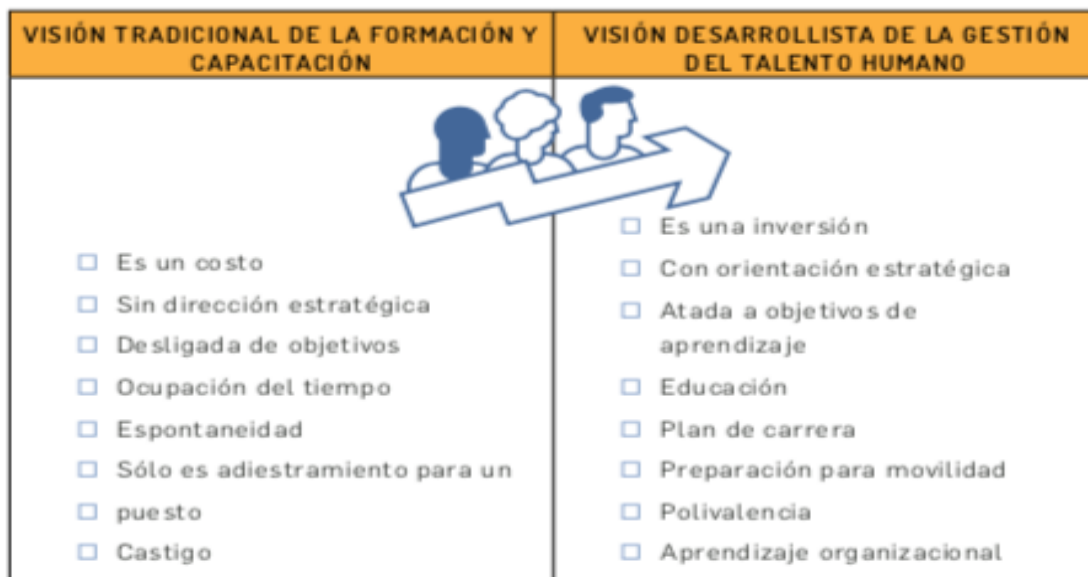 VISIÓN TRADICIONAL DE LA FORMACIÓN Y
CAPACITACIÓN
VISIÓN DESARROLLISTA DE LA GESTIÓN
DEL TALENTO HUMANO
Es un costo
Sin dirección estratégica
Desligada de objetivos
Ocupación del tiempo
Espontaneidad
Sólo es adiestramiento para un
puesto
Castigo
Es una inversión
Con orientación estratégica
Atada a objetivos de
aprendizaje
Educación
Plan de carrera
Preparación para movilidad
Polivalencia
Aprendizaje organizacional